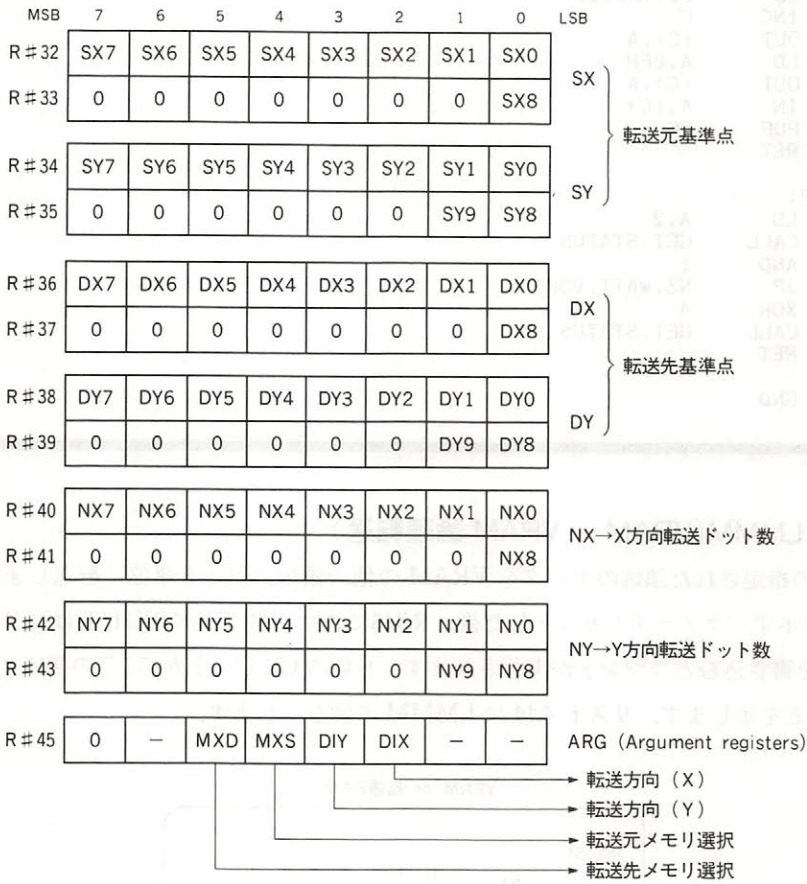 MSB 7 6 5 4 3 2 1 0 LSB
R#32 SX7 SX6 SX5 SX4 SX3 SX2 SX1 SX0
SX
R#33 0 0 0 0 0 0 0 SX8
転送元基準点
R#34 SY7 SY6 SY5 SY4 SY3 SY2 SY1 SY0
SY
R#35 0 0 0 0 0 0 SY9 SY8
R#36 DX7 DX6 DX5 DX4 DX3 DX2 DX1 DX0
DX
R#37 0 0 0 0 0 0 0 DX8
転送先基準点
R#38 DY7 DY6 DY5 DY4 DY3 DY2 DY1 DY0
DY
R#39 0 0 0 0 0 0 DY9 DY8
R#40 NX7 NX6 NX5 NX4 NX3 NX2 NX1 NX0
NX→X方向転送ドット数
R#41 0 0 0 0 0 0 0 NX8
R#42 NY7 NY6 NY5 NY4 NY3 NY2 NY1 NY0
NY→Y方向転送ドット数
R#43 0 0 0 0 0 0 NY9 NY8
R#45 0 − MXD MXS DIY DIX − − ARG (Argument registers)
転送方向（X）
転送方向（Y）
転送元メモリ選択
転送先メモリ選択